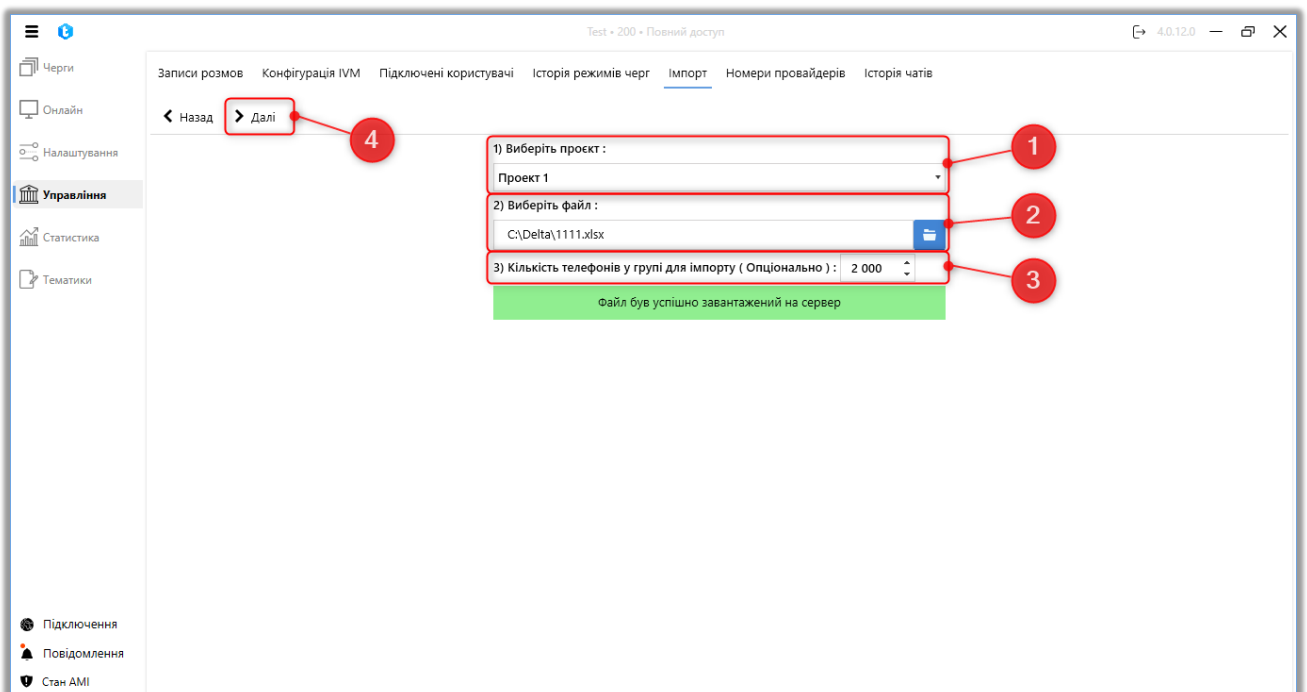 Test • 200 • Повний доступ
4.0.12.0
Черги
Онлайн
Налаштування
Управління
Статистика
Тематики
Підключення
Повідомлення
Стан AMI
Записи розмов Конфігурація IVM Підключені користувачі Історія режимів черг Імпорт Номери провайдерів Історія чатів
Назад Далі
4
1) Виберіть проєкт :
Проект 1
1
2) Виберіть файл :
C:\Delta\1111.xlsx
2
3) Кількість телефонів у групі для імпорту ( Опціонально ) : 2 000
3
Файл був успішно завантажений на сервер